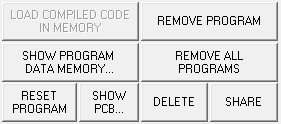 LOAD COMPILED CODE
IN MEMORY
REMOVE PROGRAM
SHOW PROGRAM
DATA MEMORY...
REMOVE ALL
PROGRAMS
RESET
PROGRAM
SHOW
PCB...
DELETE
SHARE